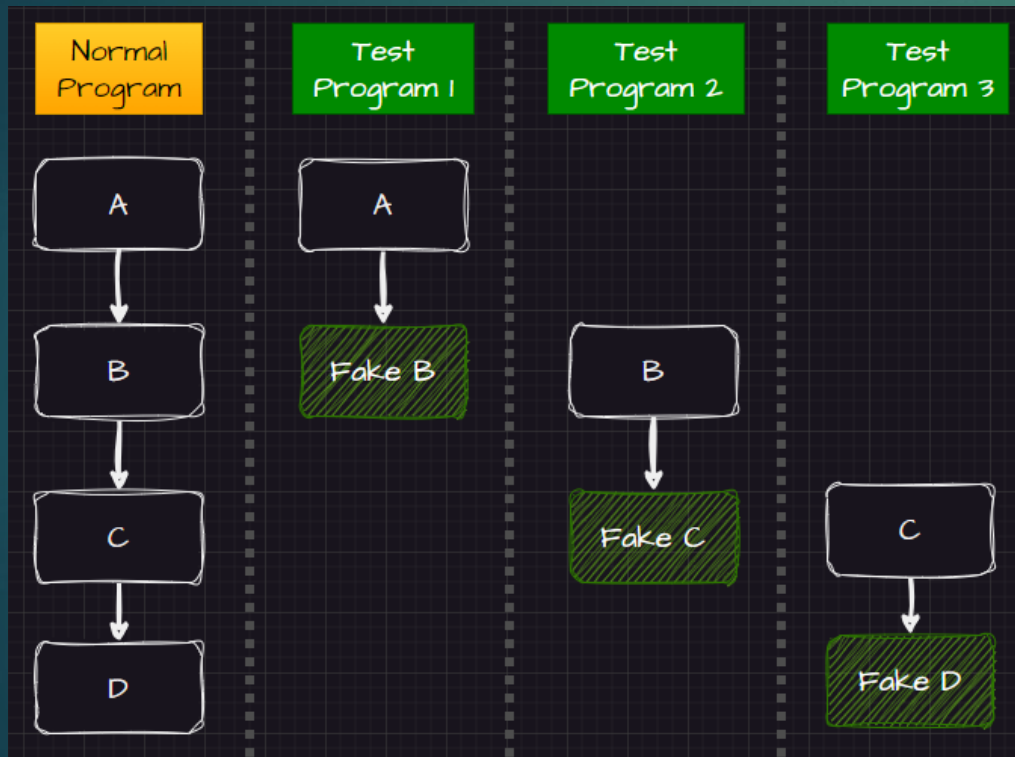 Normal
Program
Test
Program 1
Test
Program 2
Test
Program 3
A
A
B
Fake B
B
C
Fake C
C
D
Fake D